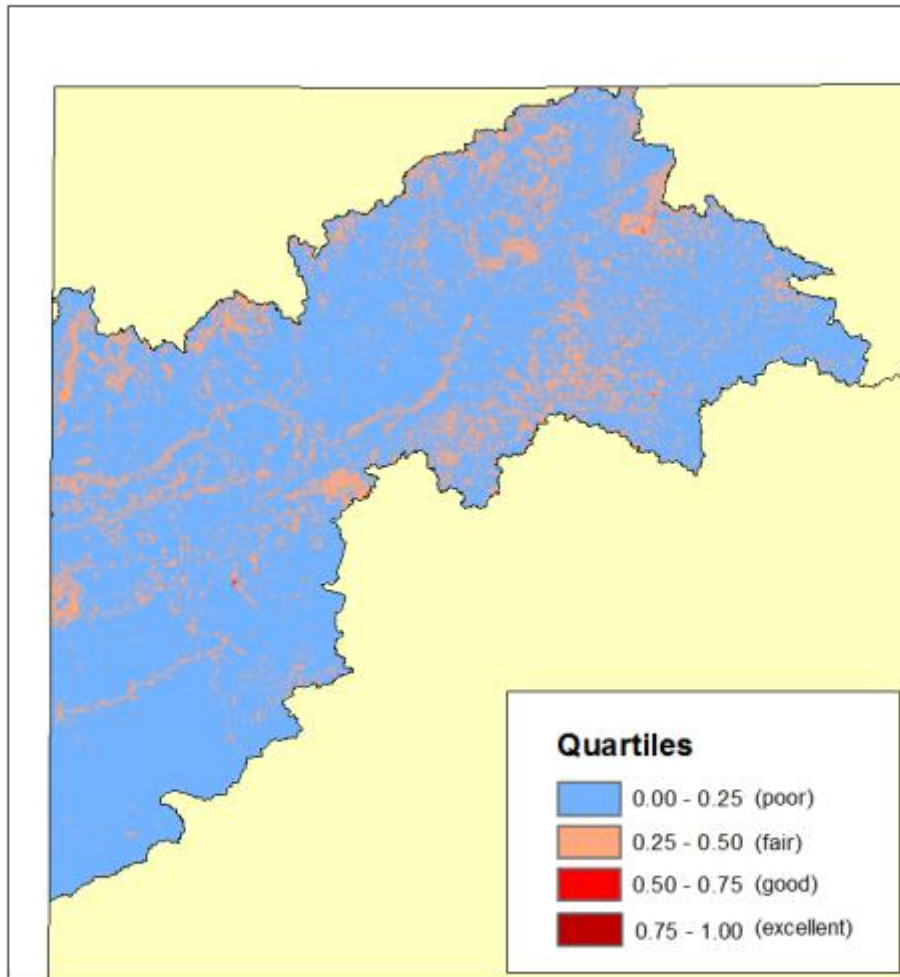 Quartiles
0.00 - 0.25 (poor)
0.25 - 0.50 (fair)
0.50 - 0.75 (good)
0.75 - 1.00 (excellent)